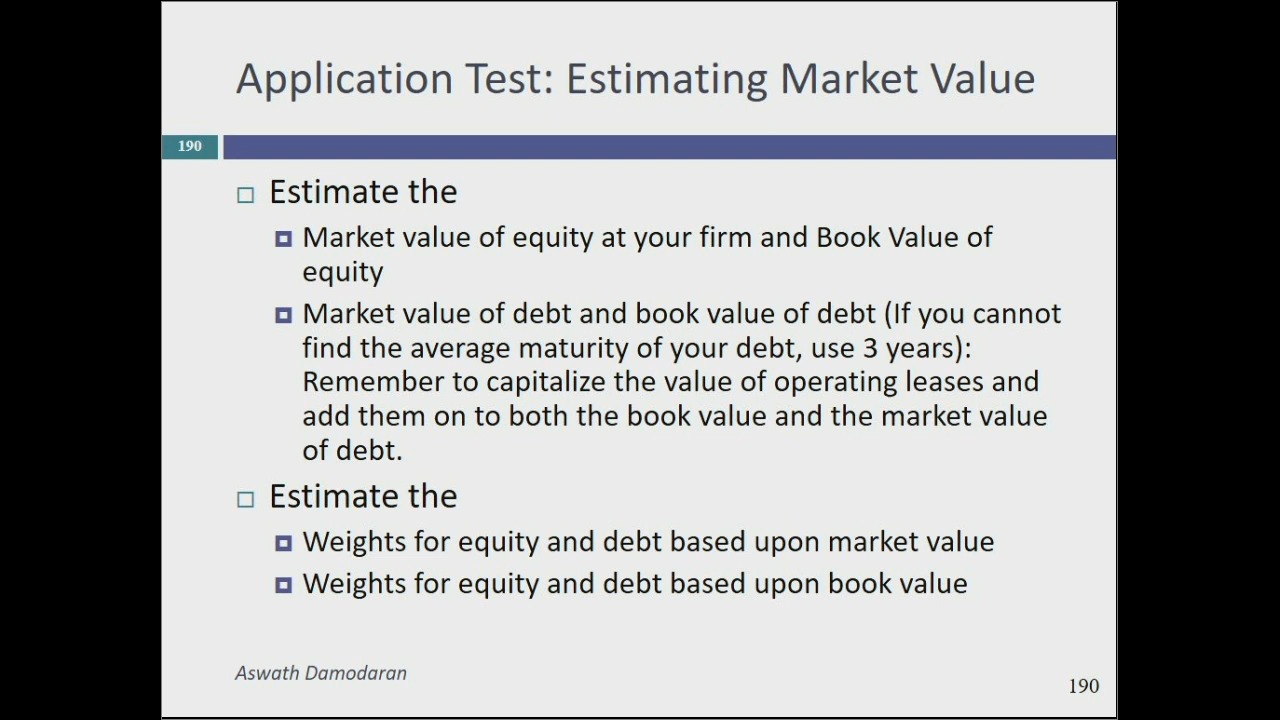 Application Test: Estimating Market Value
190
Estimate the
Market value of equity at your firm and Book Value of
equity
Market value of debt and book value of debt (If you cannot
find the average maturity of your debt, use 3 years):
Remember to capitalize the value of operating leases and
add them on to both the book value and the market value
of debt.
Estimate the
Weights for equity and debt based upon market value
Weights for equity and debt based upon book value
Aswath Damodaran
190